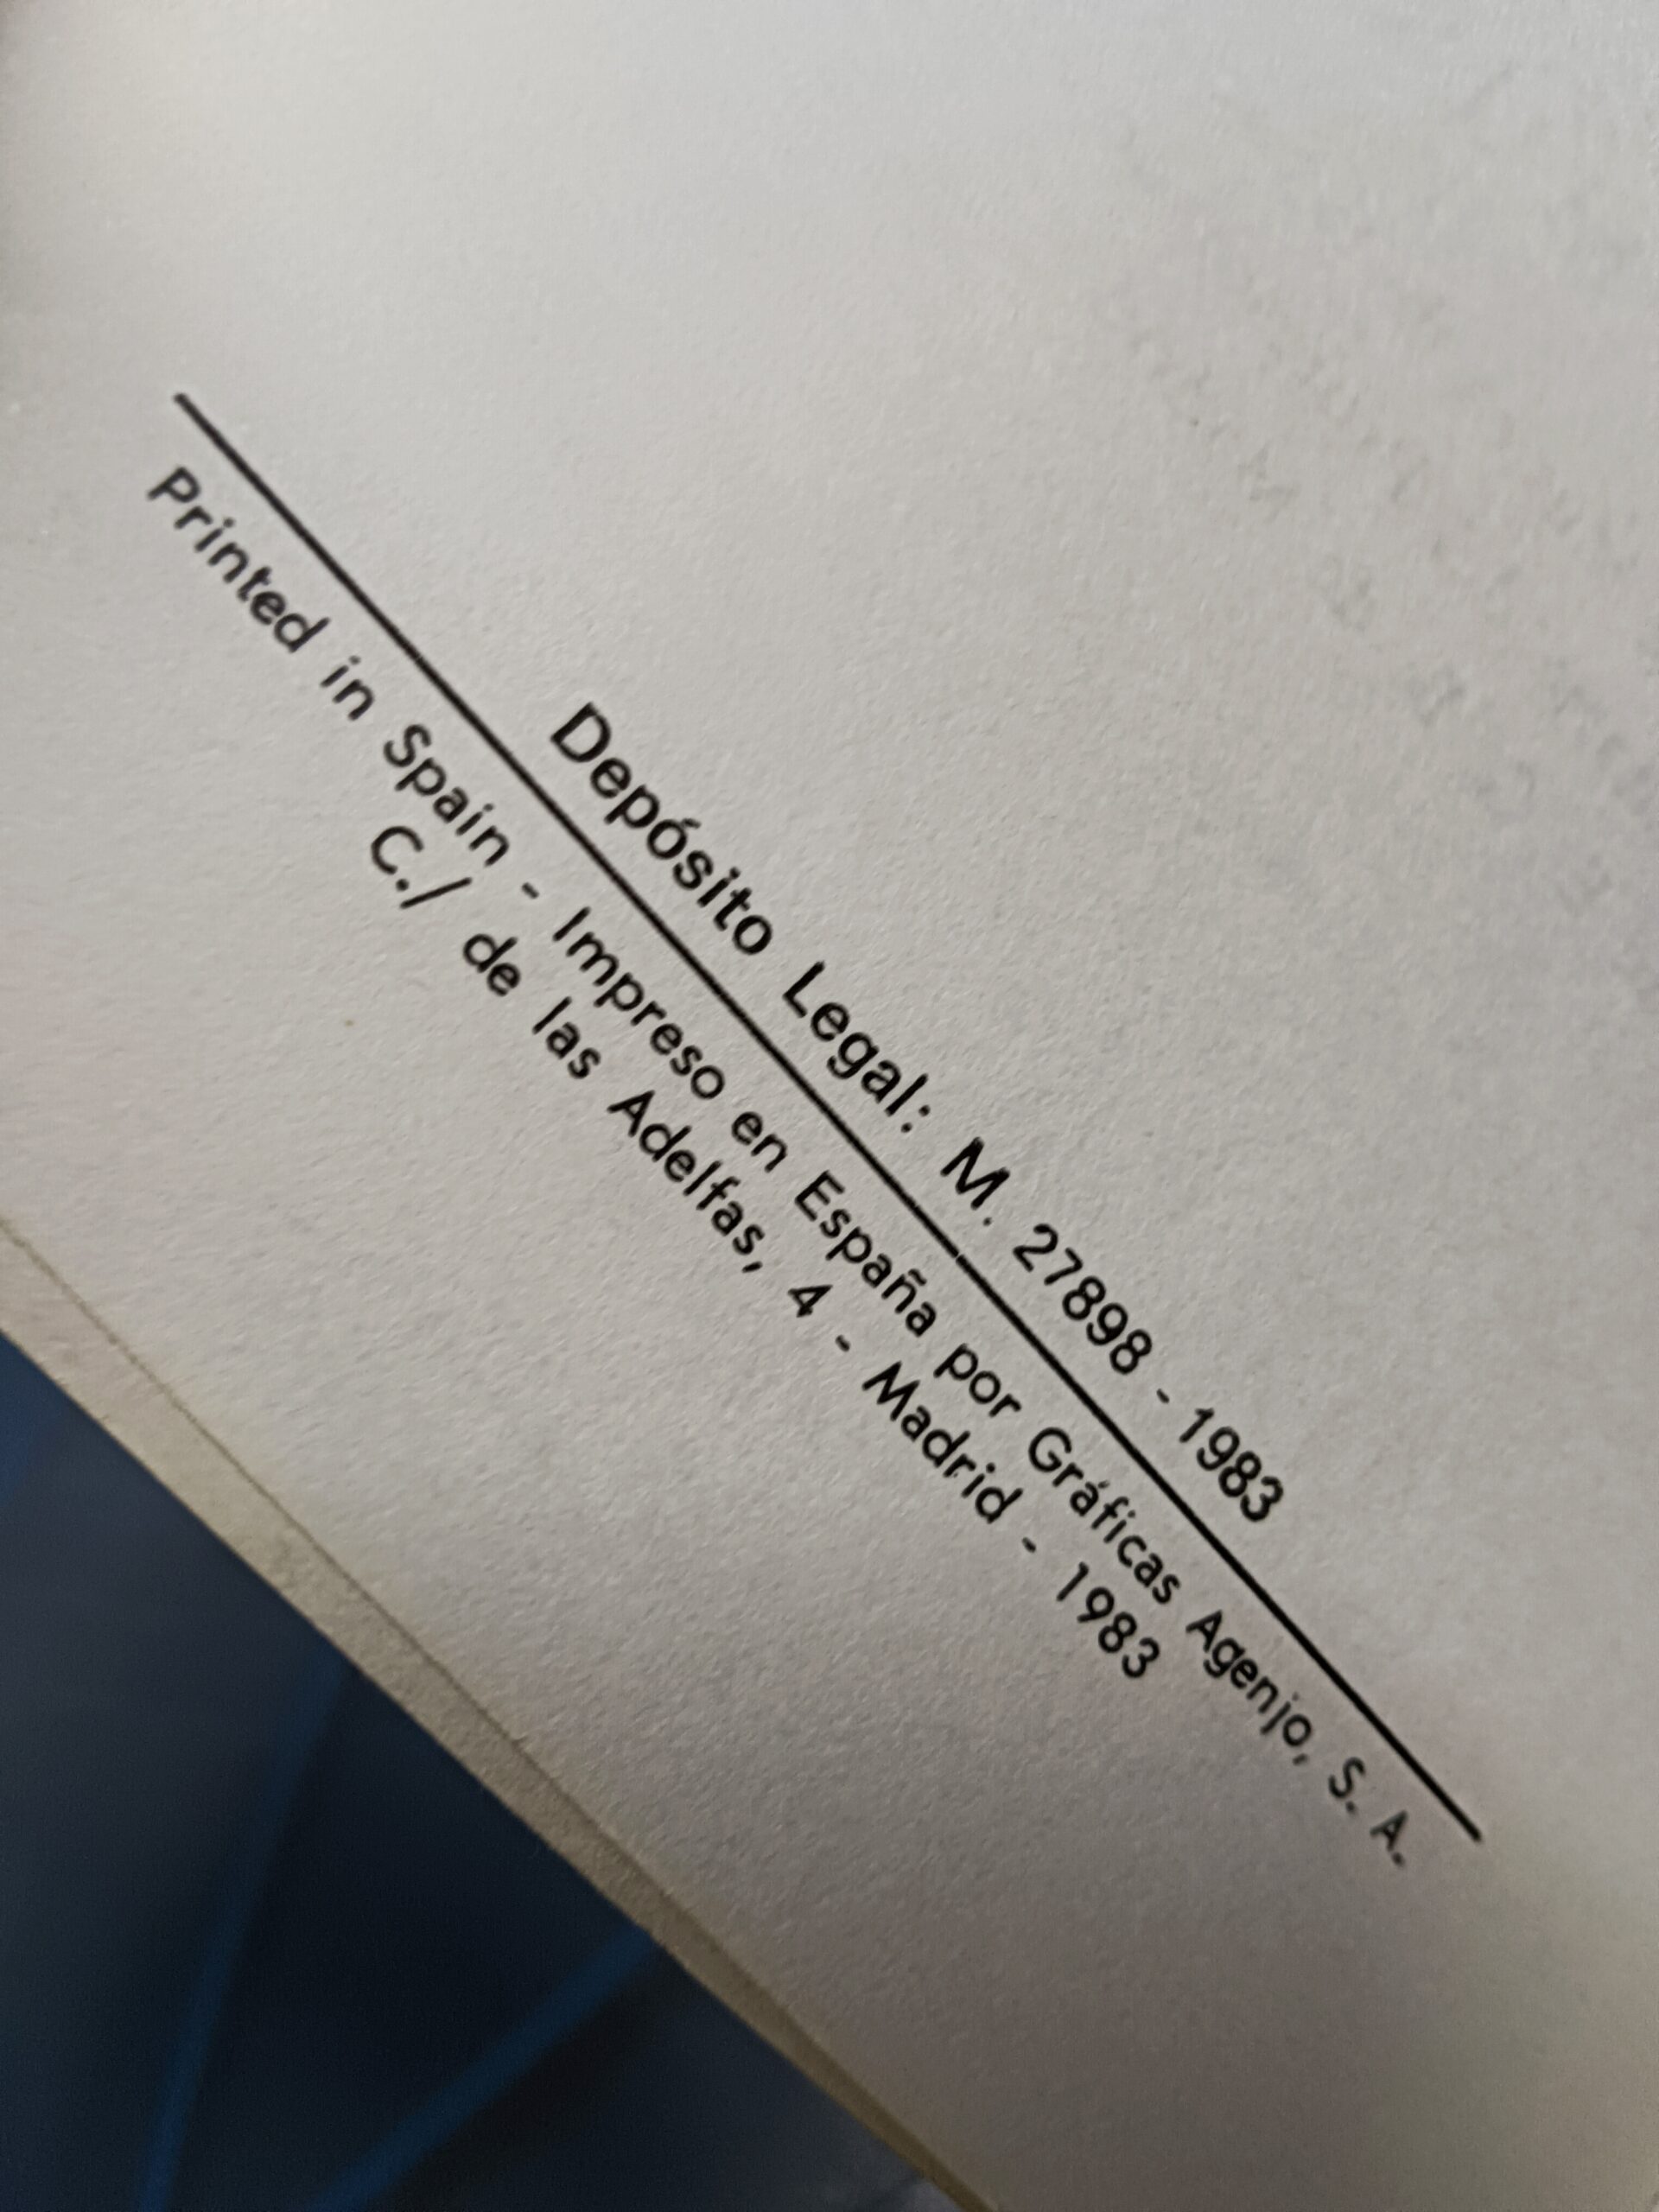 Depósito Legal: M. 27898 - 1983
Printed in Spain - Impreso en España por Gráficas Agenjo, S. A.
C./ de las Adelfas, 4 - Madrid - 1983